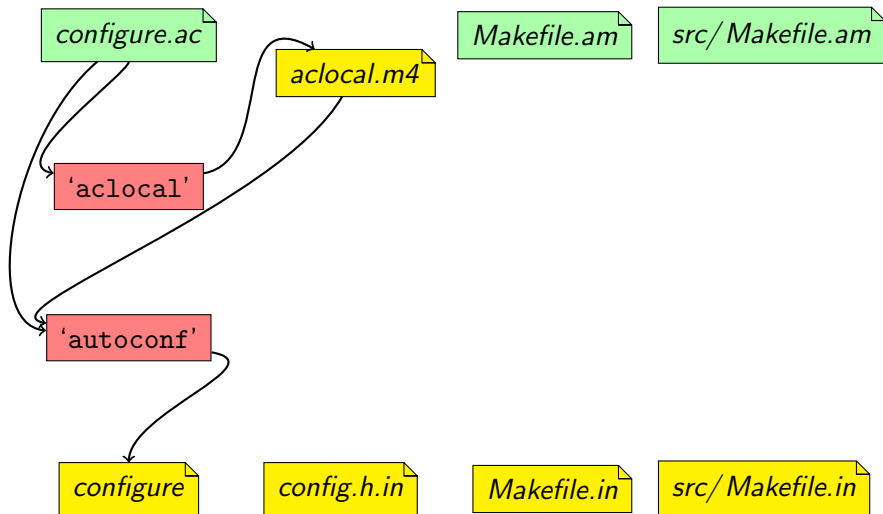 configure.ac
aclocal.m4
Makefile.am
src/Makefile.am
‘aclocal’
‘autoconf’
configure
config.h.in
Makefile.in
src/Makefile.in